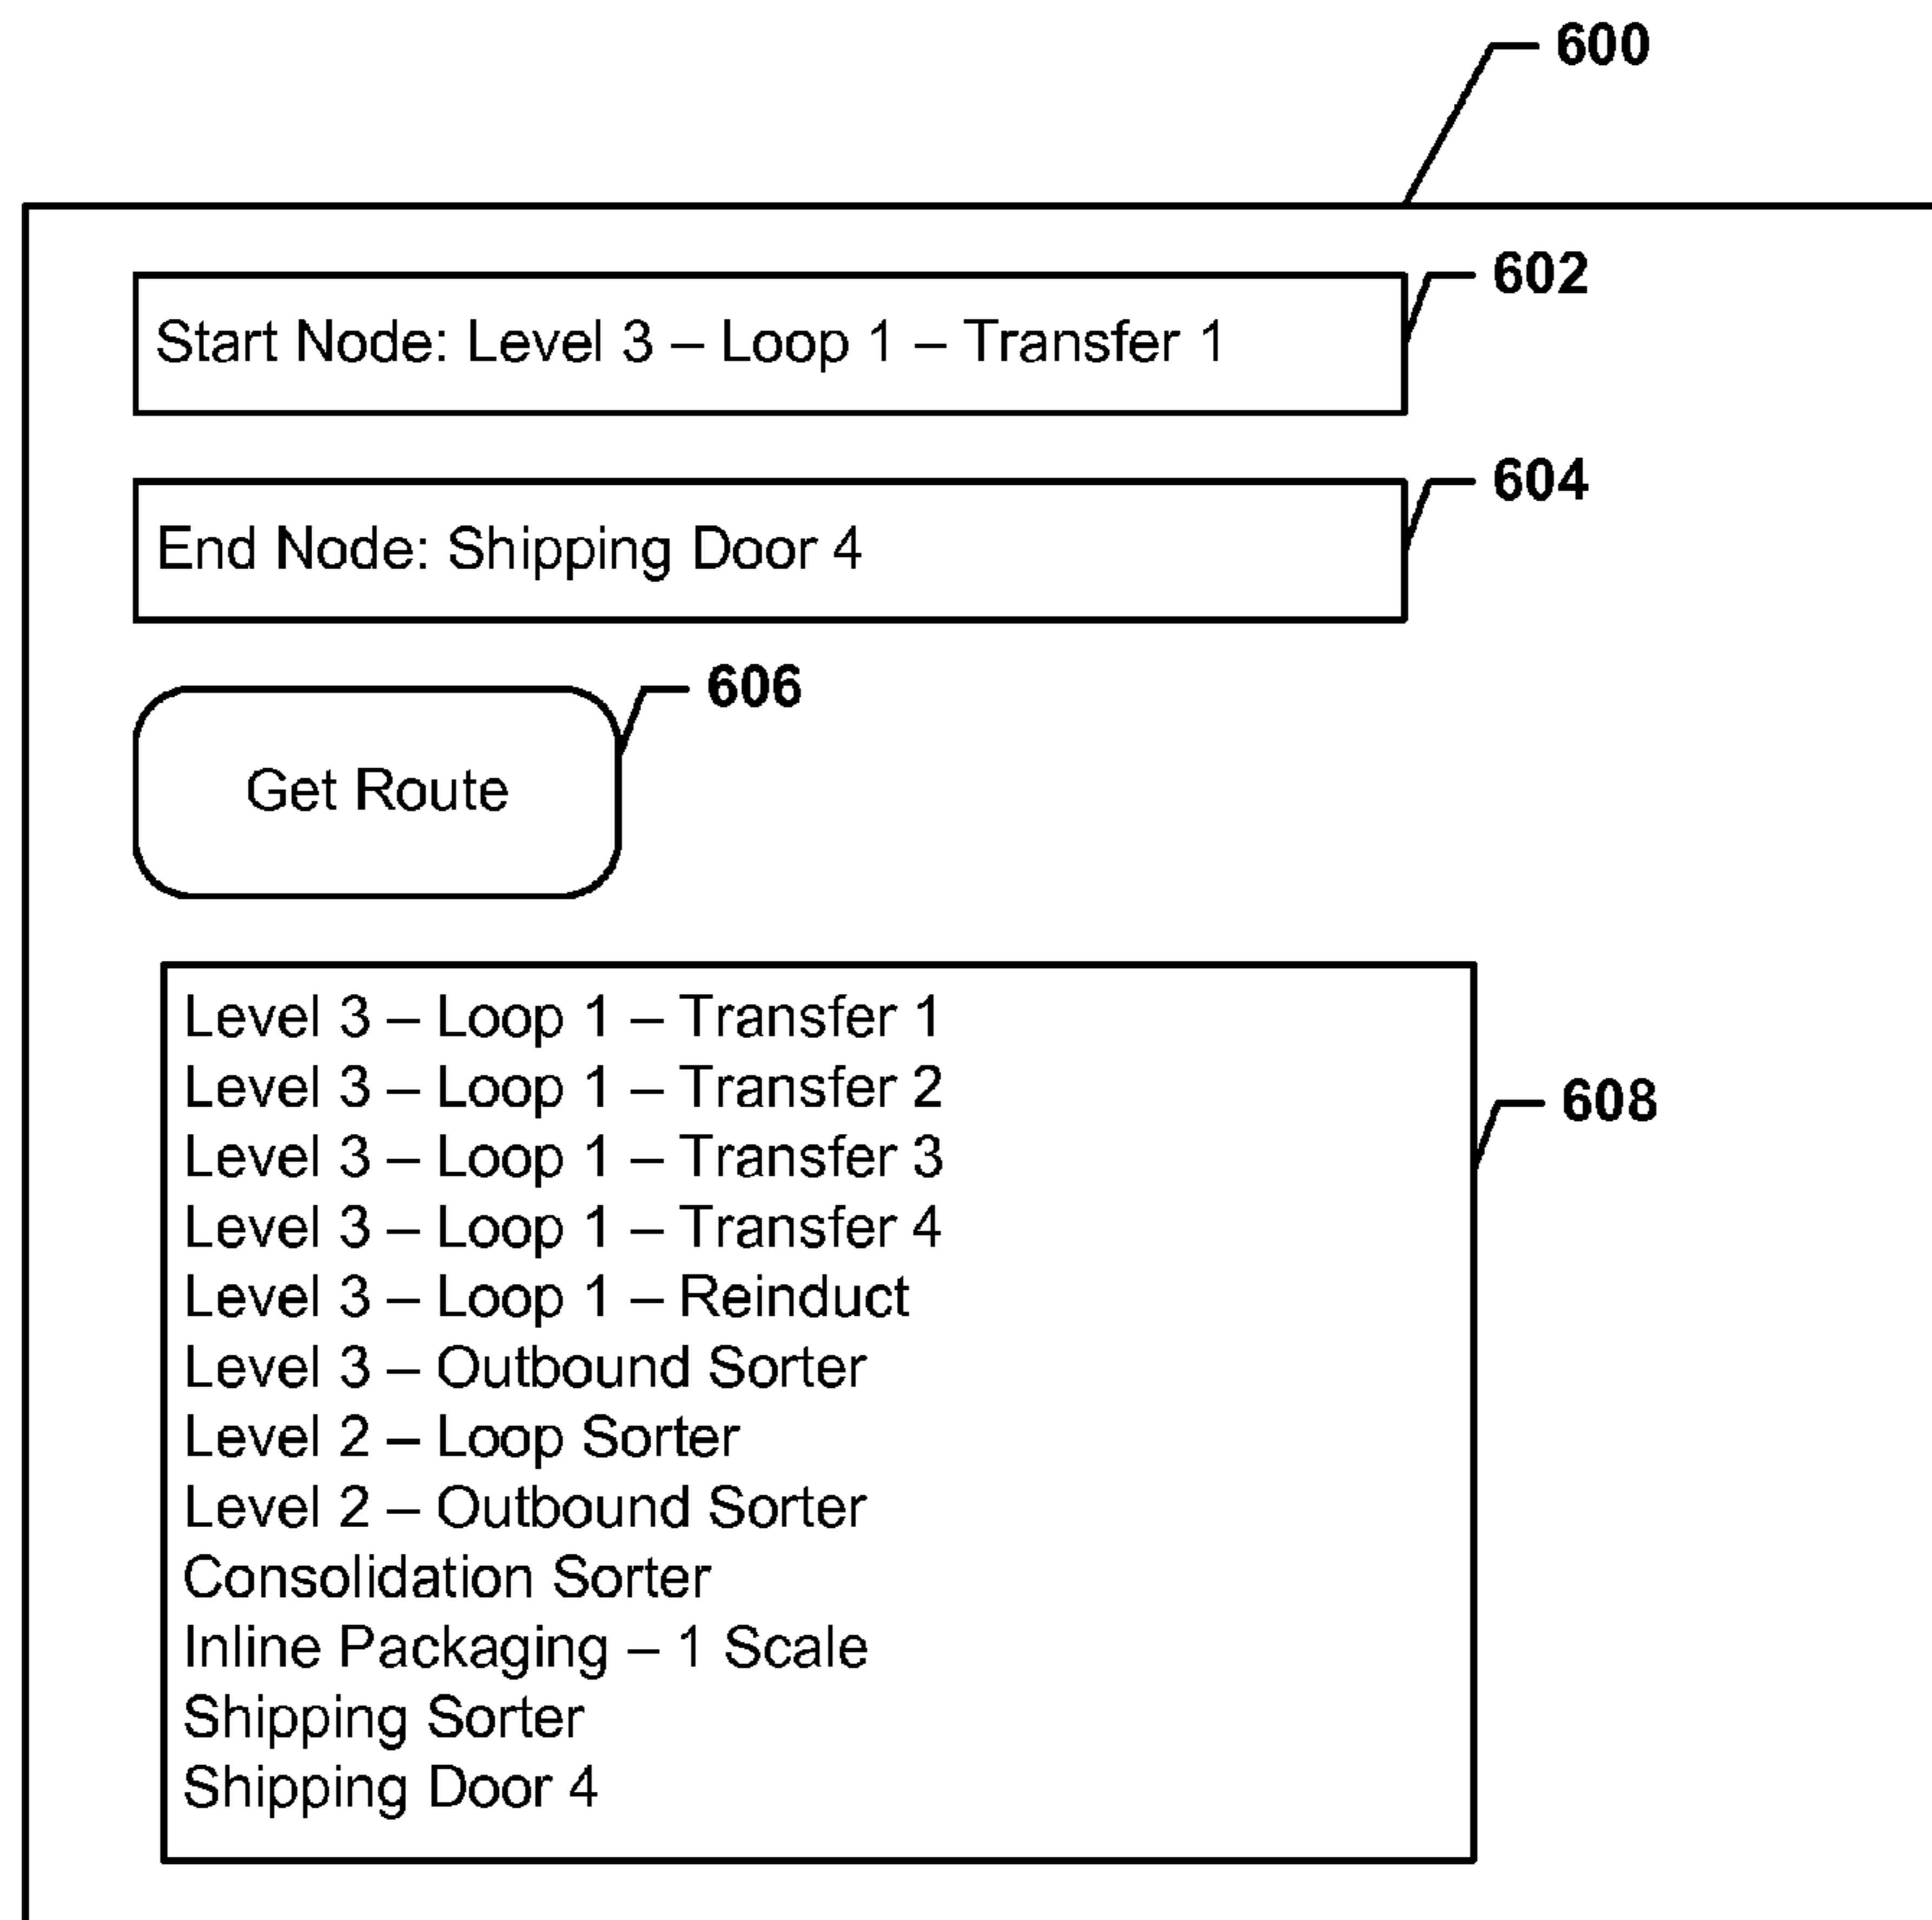 600
602
Start Node: Level 3 – Loop 1 – Transfer 1
604
End Node: Shipping Door 4
606
Get Route
Level 3 – Loop 1 – Transfer 1
Level 3 – Loop 1 – Transfer 2
608
Level 3 – Loop 1 – Transfer 3
Level 3 – Loop 1 – Transfer 4
Level 3 – Loop 1 – Reinduct
Level 3 – Outbound Sorter
Level 2 – Loop Sorter
Level 2 – Outbound Sorter
Consolidation Sorter
Inline Packaging – 1 Scale
Shipping Sorter
Shipping Door 4